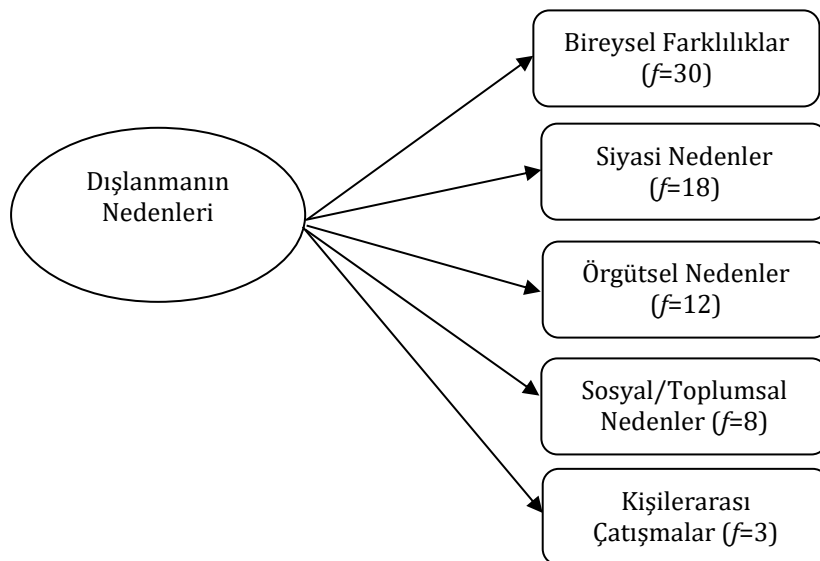 Bireysel Farklılıklar
(f=30)
Dışlanmanın
Nedenleri
Siyasi Nedenler
(f=18)
Örgütsel Nedenler
(f=12)
Sosyal/Toplumsal
Nedenler (f=8)
Kişilerarası
Çatışmalar (f=3)